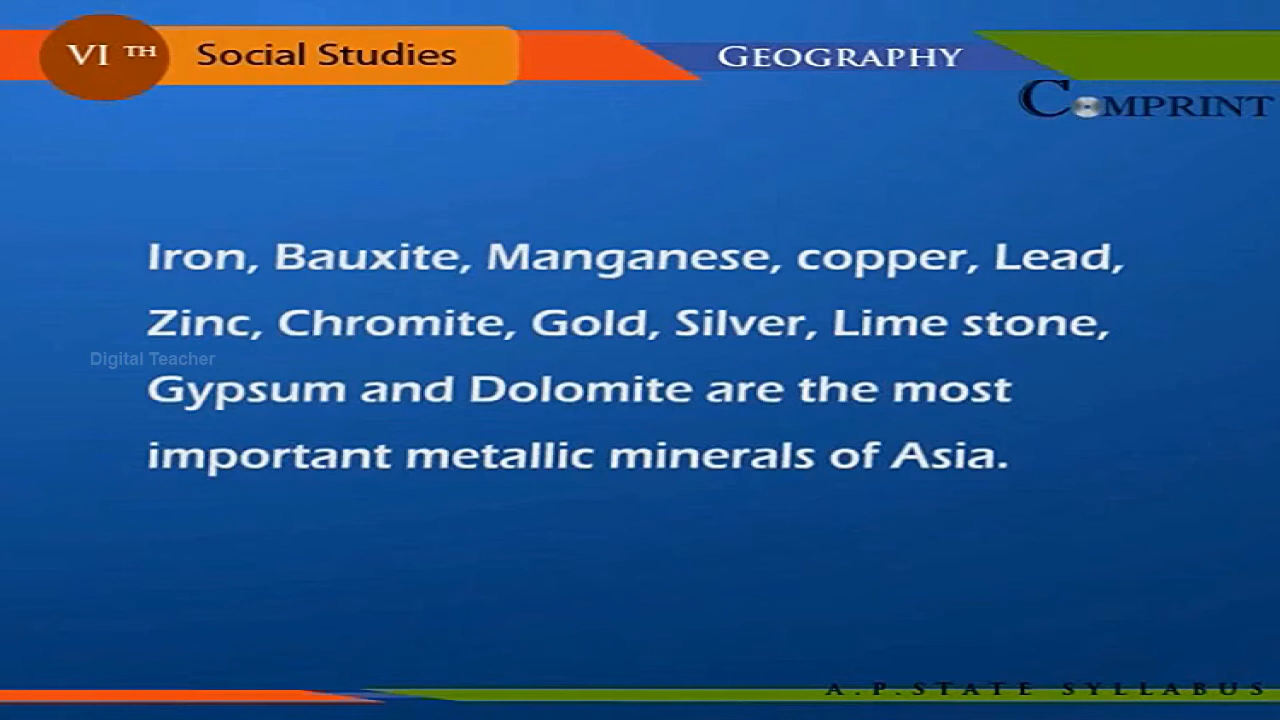 VI TH Social Studies GEOGRAPHY
COMPRINT
Iron, Bauxite, Manganese, copper, Lead,
Zinc, Chromite, Gold, Silver, Lime stone,
Digital Teacher
Gypsum and Dolomite are the most
important metallic minerals of Asia.
A.P.STATE SYLLABUS